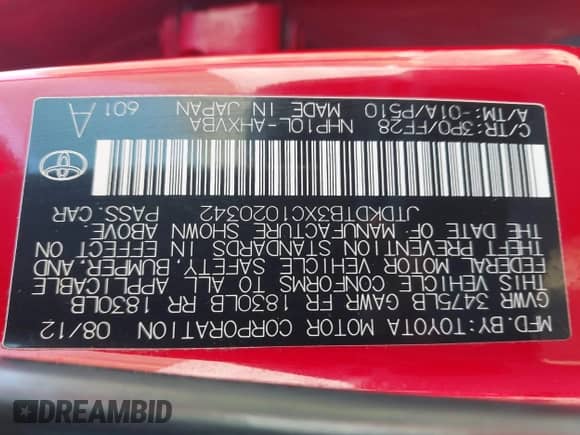 MFD. BY: TOYOTA MOTOR CORPORATION 08/12
GVWR 3475LB GAWR FR 1830LB RR 1830LB
THIS VEHICLE CONFORMS TO ALL APPLICABLE
FEDERAL MOTOR VEHICLE SAFETY, BUMPER, AND
THEFT PREVENTION STANDARDS IN EFFECT ON
THE DATE OF MANUFACTURE SHOWN ABOVE.
JTDKDTB3XC1020342 PASS. CAR
C/TR: 3P0/FF28 NHP10L-AHXVBA 601
A/TM: -01A/P510 MADE IN JAPAN A
DREAMBID